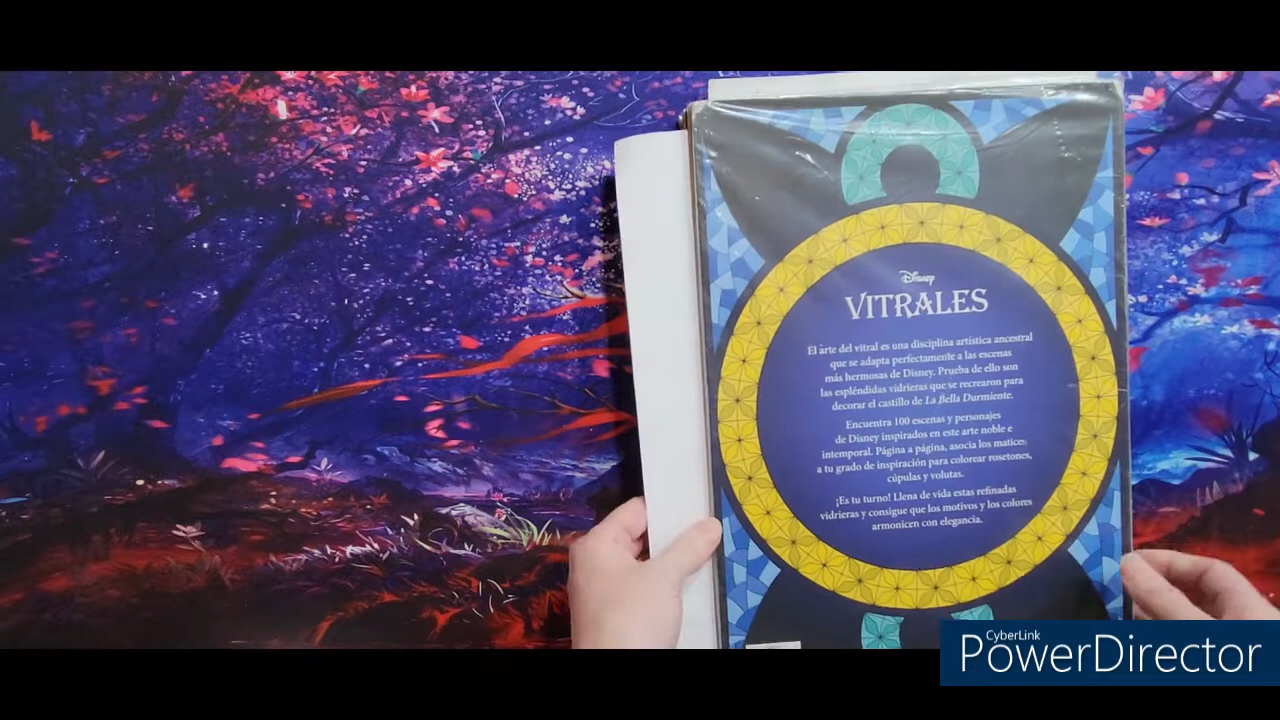 Disney
VITRALES
El arte del vitral es una disciplina artística ancestral
que se adapta perfectamente a las escenas
más hermosas de Disney. Prueba de ello son
las espléndidas vidrieras que se recrearon para
decorar el castillo de La Bella Durmiente.
Encuentra 100 escenas y personajes
de Disney inspirados en este arte noble e
intemporal. Página a página, asocia los matices
a tu grado de inspiración para colorear rosetones,
cúpulas y volutas.
¡Es tu turno! Llena de vida estas refinadas
vidrieras y consigue que los motivos y los colores
armonicen con elegancia.
CyberLink
PowerDirector